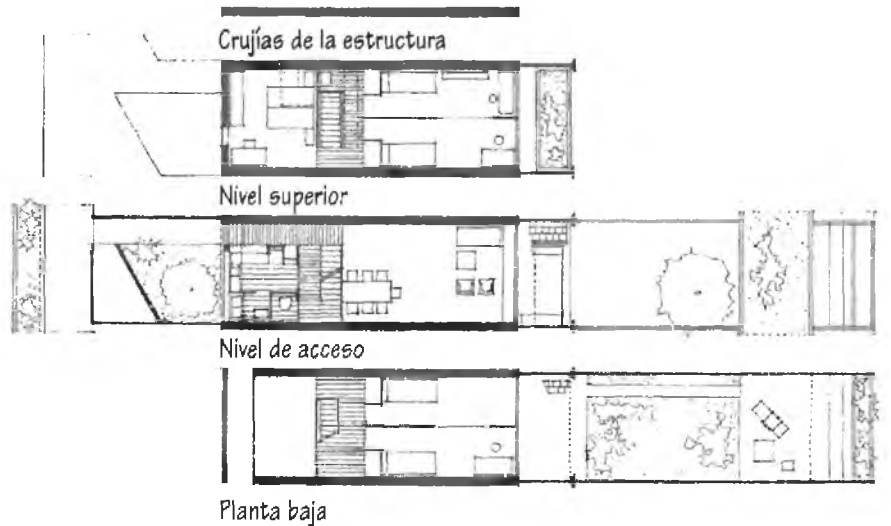 Crujías de la estructura
Nivel superior
Nivel de acceso
Planta baja